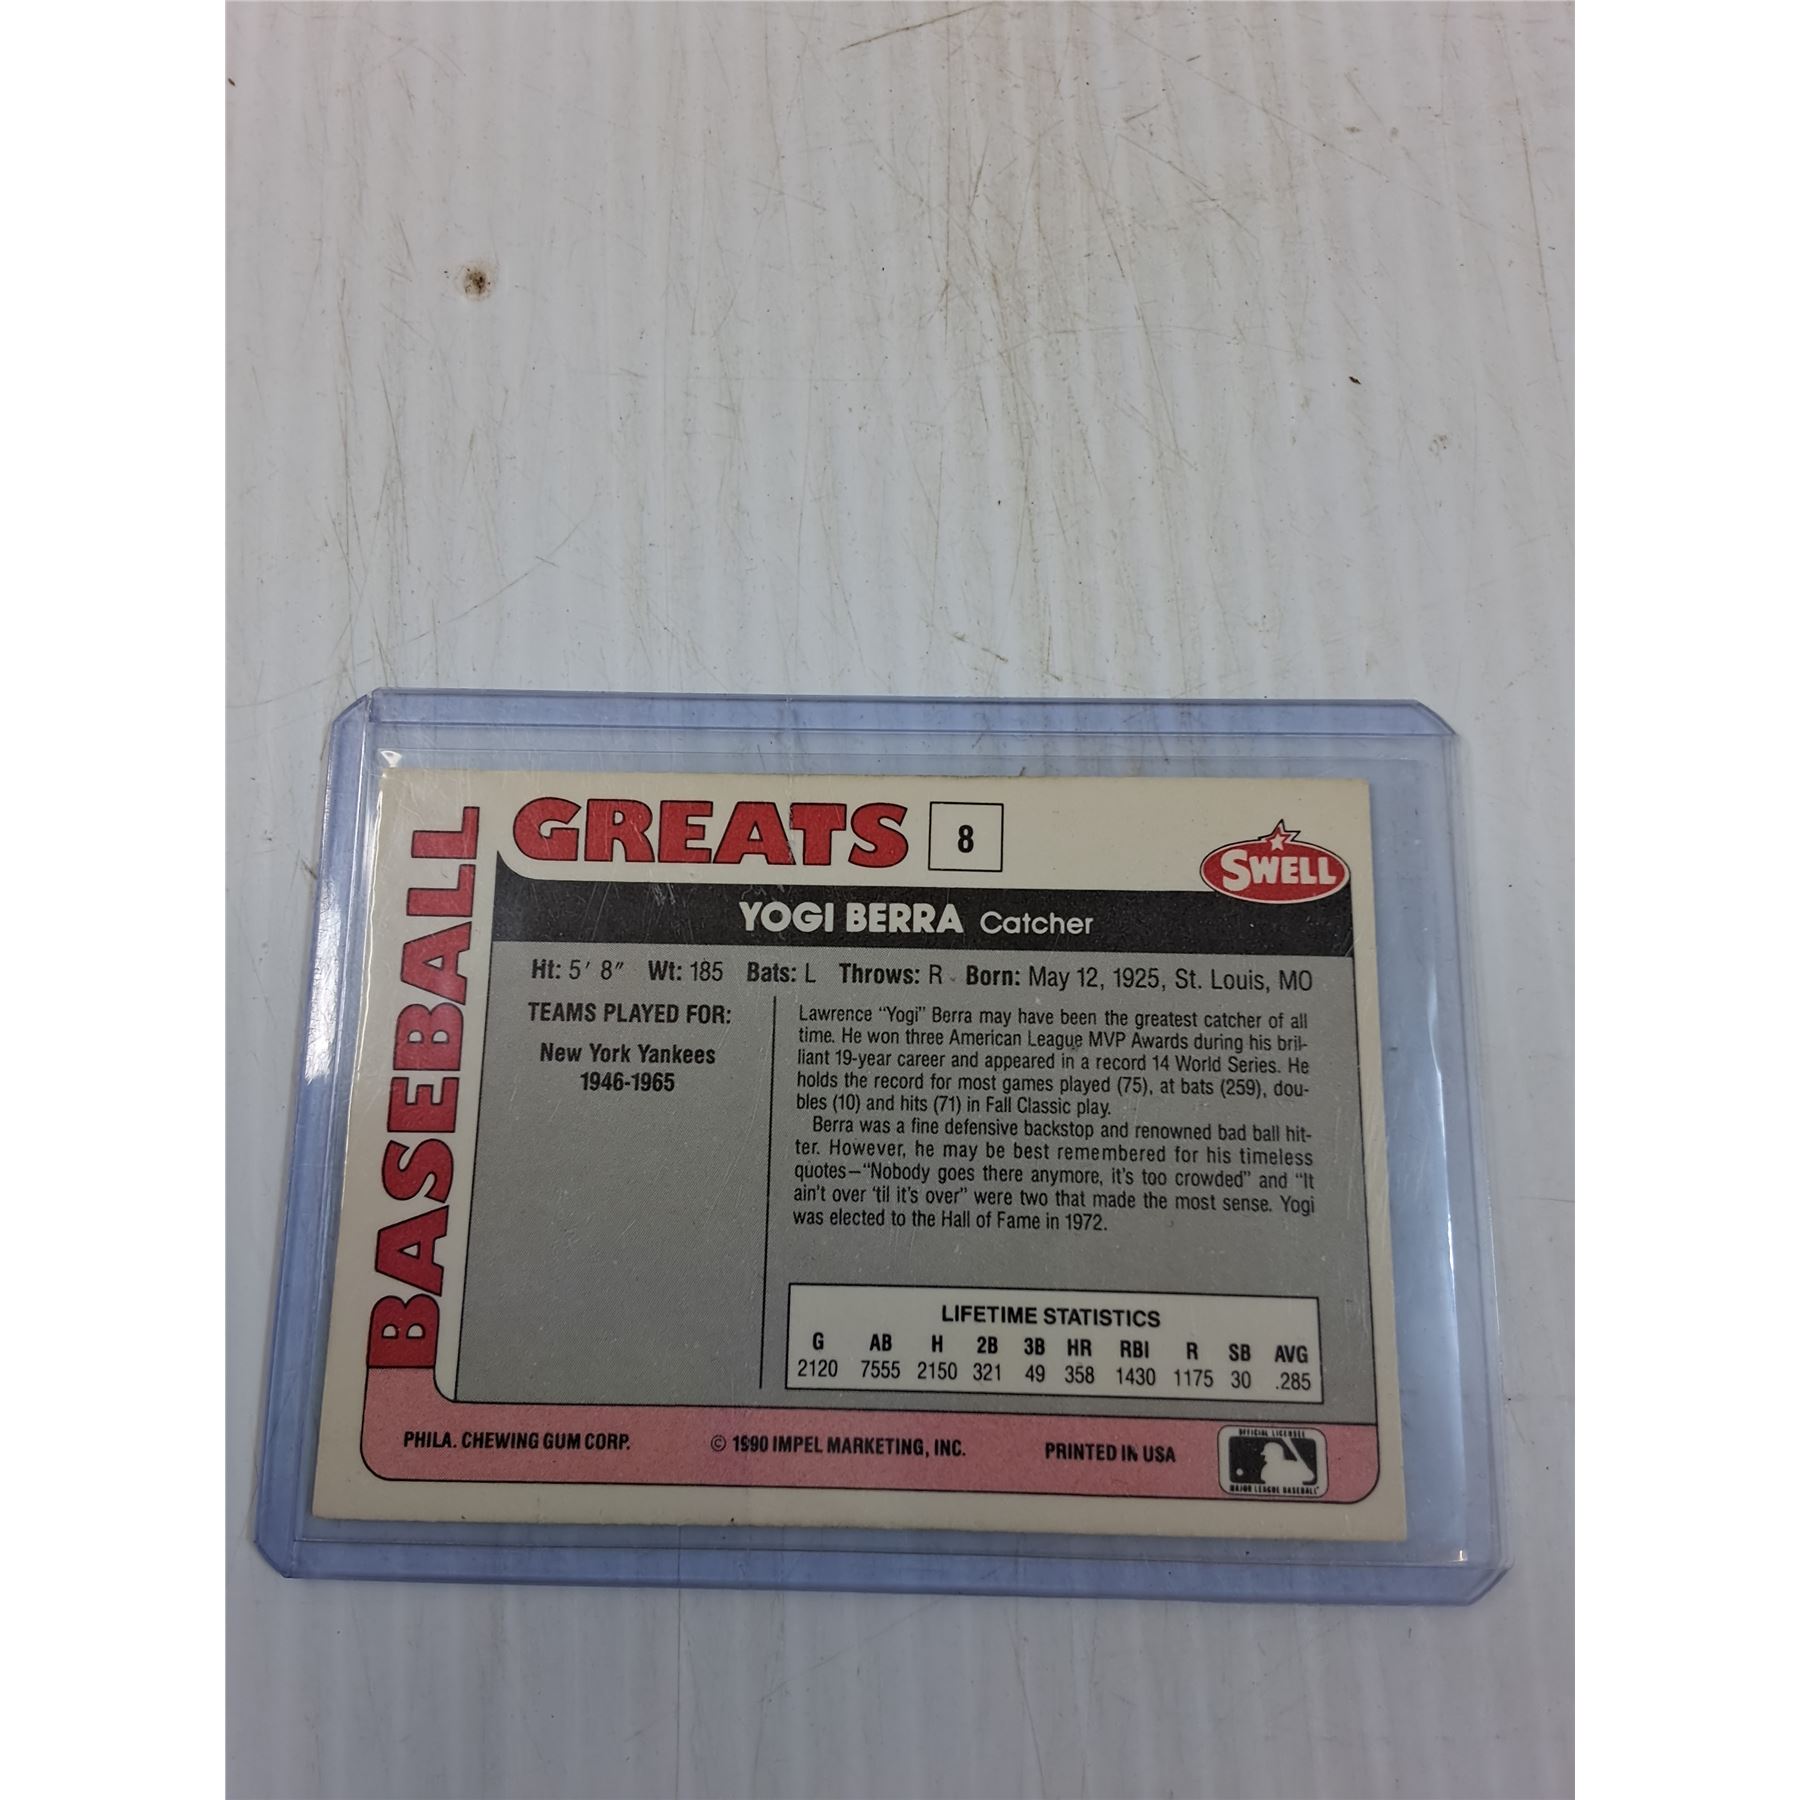 BASEBALL GREATS 8
SWELL
YOGI BERRA Catcher
Ht: 5' 8" Wt: 185 Bats: L Throws: R Born: May 12, 1925, St. Louis, MO
TEAMS PLAYED FOR:
New York Yankees
1946-1965
Lawrence "Yogi" Berra may have been the greatest catcher of all
time. He won three American League MVP Awards during his bril-
liant 19-year career and appeared in a record 14 World Series. He
holds the record for most games played (75), at bats (259), dou-
bles (10) and hits (71) in Fall Classic play.
Berra was a fine defensive backstop and renowned bad ball hit-
ter. However, he may be best remembered for his timeless
quotes—"Nobody goes there anymore, it's too crowded" and "It
ain't over 'til it's over" were two that made the most sense. Yogi
was elected to the Hall of Fame in 1972.
LIFETIME STATISTICS
G AB H 2B 3B HR RBI R SB AVG
2120 7555 2150 321 49 358 1430 1175 30 .285
PHILA. CHEWING GUM CORP. © 1990 IMPEL MARKETING, INC. PRINTED IN USA
OFFICIAL LICENSEE
MAJOR LEAGUE BASEBALL